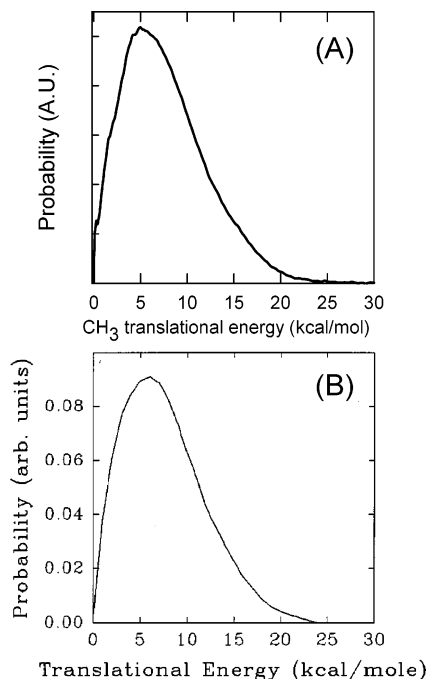 (A)
Probability (A.U.)
0 5 10 15 20 25 30
CH₃ translational energy (kcal/mol)
(B)
Probability (arb. units)
0.08
0.06
0.04
0.02
0.00
0 5 10 15 20 25 30
Translational Energy (kcal/mole)